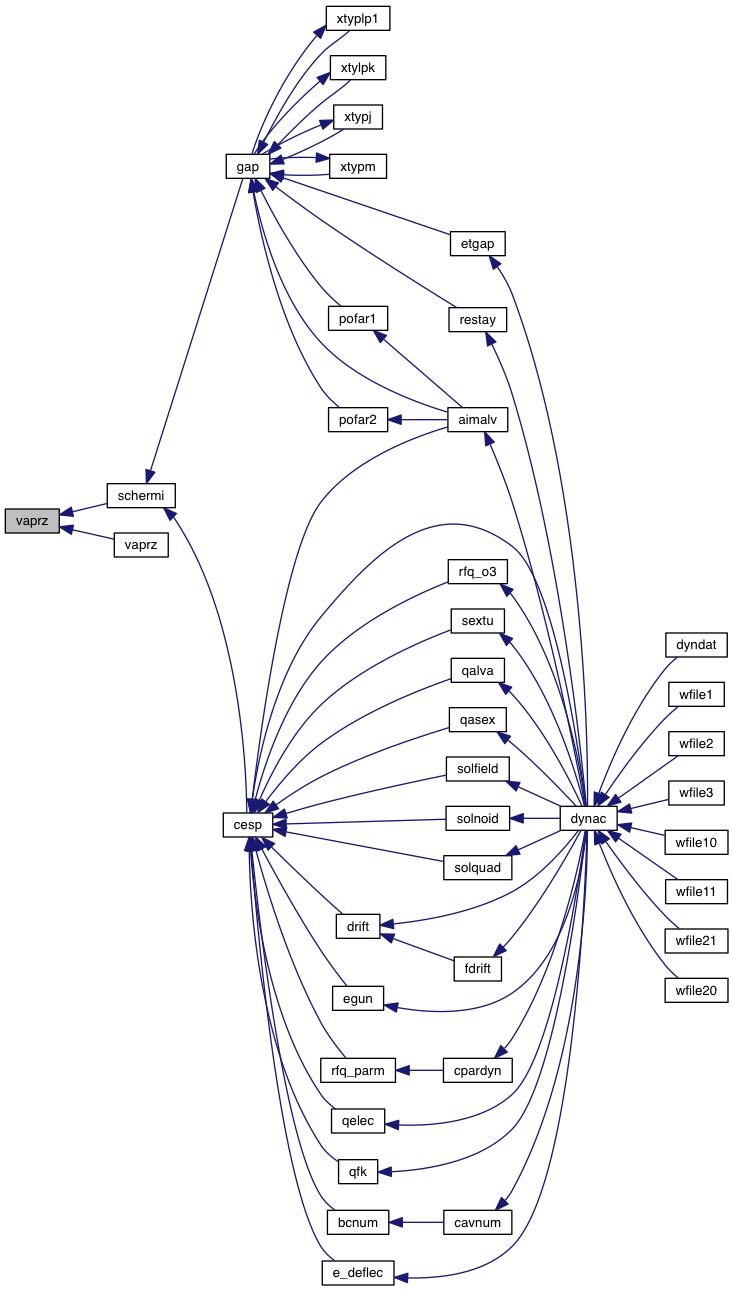 xtyplp1
xtylpk
xtypj
gap
xtypm
etgap
pofar1
restay
pofar2
aimalv
schermi
vaprz
vaprz
rfq_o3
sextu
dyndat
qalva
wfile1
qasex
wfile2
solfield
wfile3
cesp
solnoid
dynac
wfile10
solquad
wfile11
drift
wfile21
fdrift
egun
wfile20
rfq_parm
cpardyn
qelec
qfk
bcnum
cavnum
e_deflec